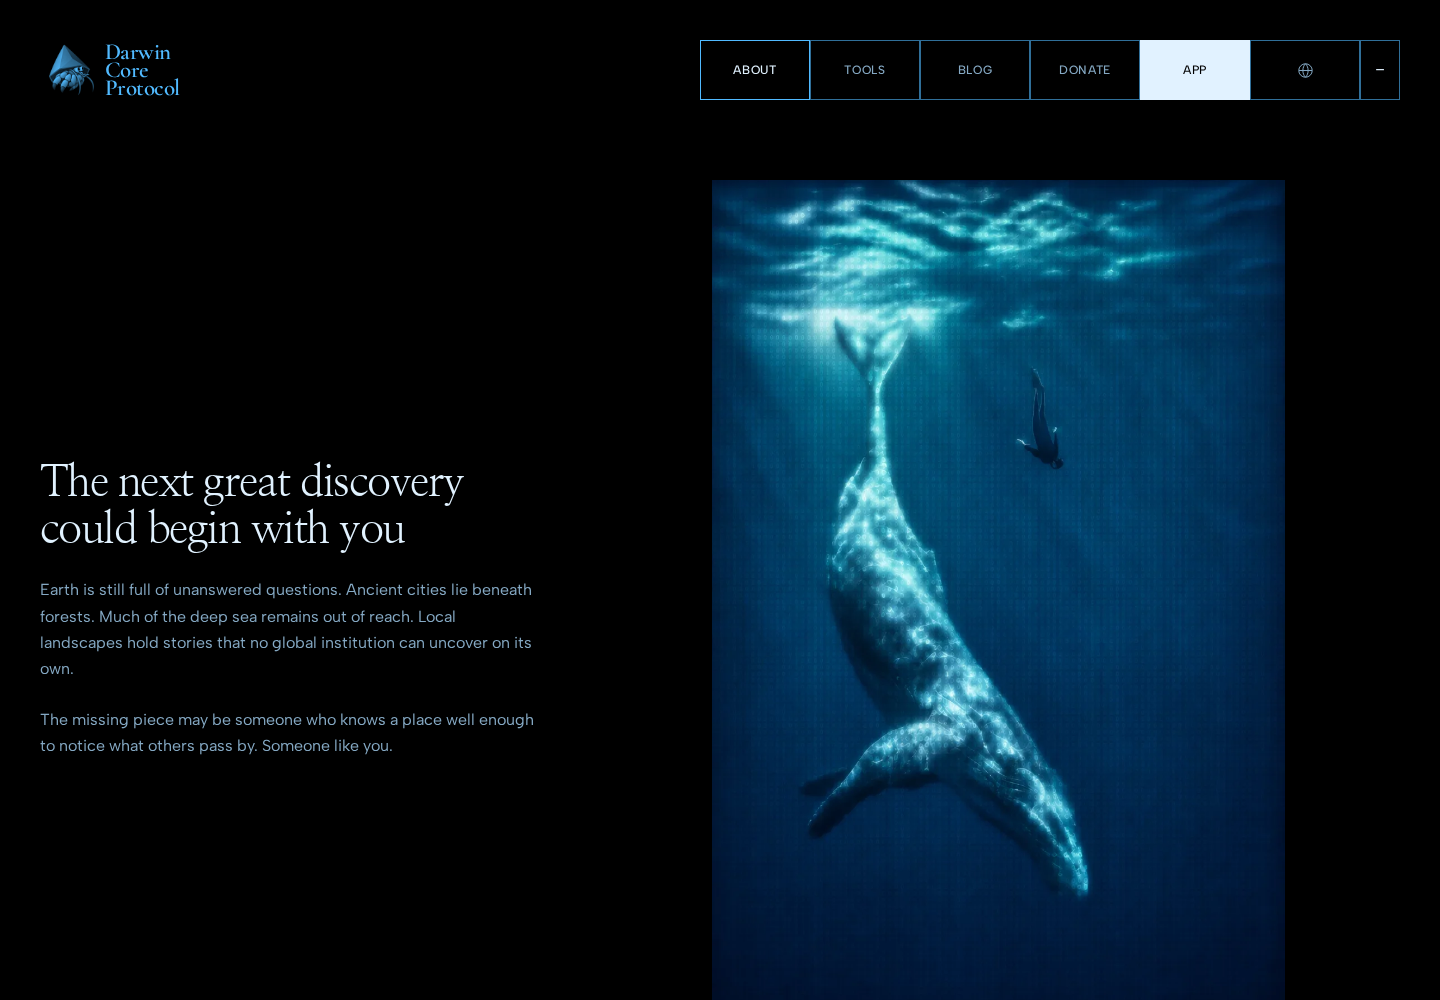 Darwin
Core
Protocol
ABOUT
TOOLS
BLOG
DONATE
APP
The next great discovery
could begin with you
Earth is still full of unanswered questions. Ancient cities lie beneath
forests. Much of the deep sea remains out of reach. Local
landscapes hold stories that no global institution can uncover on its
own.
The missing piece may be someone who knows a place well enough
to notice what others pass by. Someone like you.